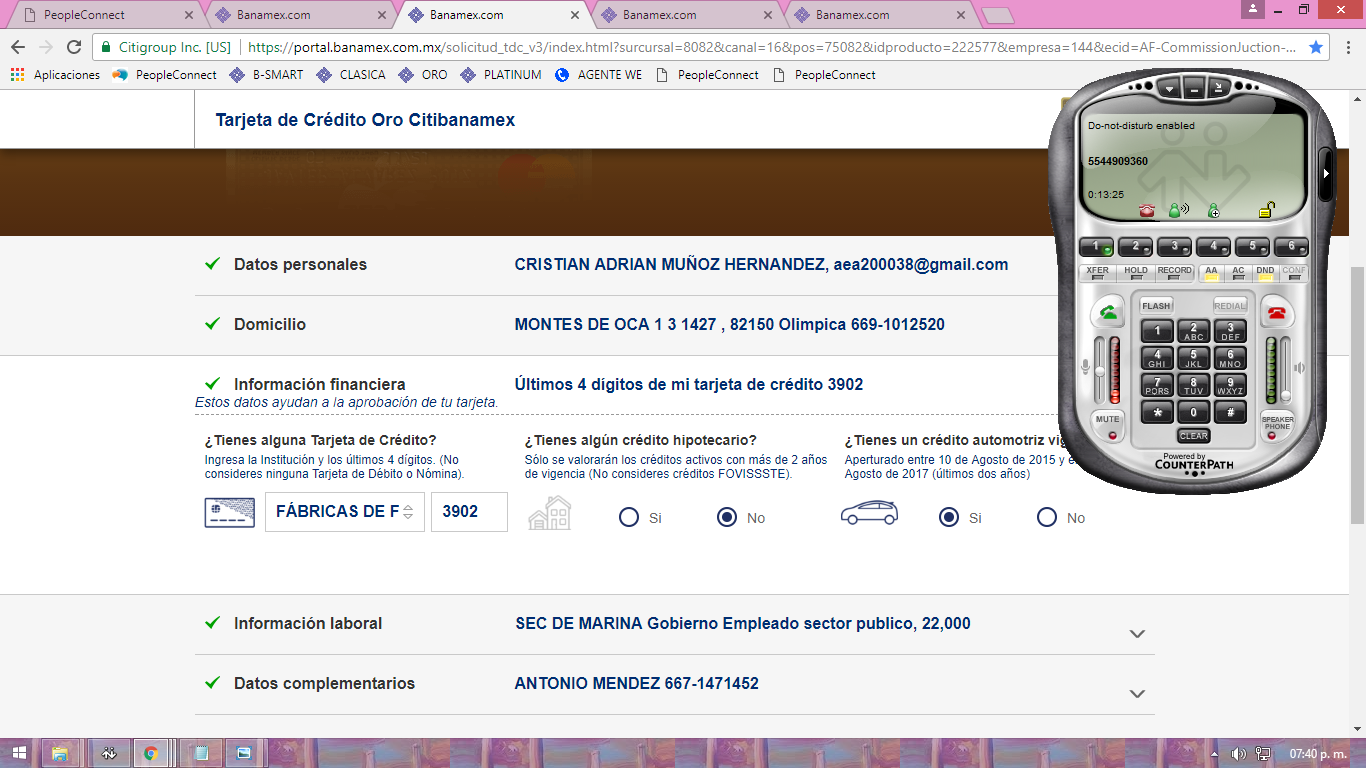 PeopleConnect
Banamex.com
Banamex.com
Banamex.com
Banamex.com
Citigroup Inc. [US]
https://portal.banamex.com.mx/solicitud_tdc_v3/index.html?surcursal=8082&canal=16&pos=75082&idproducto=222577&empresa=144&ecid=AF-CommissionJuction-...
Aplicaciones
PeopleConnect
B-SMART
CLASICA
ORO
PLATINUM
AGENTE WE
PeopleConnect
PeopleConnect
Tarjeta de Crédito Oro Citibanamex
Datos personales
CRISTIAN ADRIAN MUÑOZ HERNANDEZ, aea200038@gmail.com
Domicilio
MONTES DE OCA 1 3 1427 , 82150 Olimpica 669-1012520
Información financiera
Últimos 4 dígitos de mi tarjeta de crédito 3902
Estos datos ayudan a la aprobación de tu tarjeta.
¿Tienes alguna Tarjeta de Crédito?
Ingresa la Institución y los últimos 4 dígitos. (No
consideres ninguna Tarjeta de Débito o Nómina).
FÁBRICAS DE F
3902
¿Tienes algún crédito hipotecario?
Sólo se valorarán los créditos activos con más de 2 años
de vigencia (No consideres créditos FOVISSSTE).
Si
No
¿Tienes un crédito automotriz vig
Aperturado entre 10 de Agosto de 2015 y e
Agosto de 2017 (últimos dos años)
Si
No
Información laboral
SEC DE MARINA Gobierno Empleado sector publico, 22,000
Datos complementarios
ANTONIO MENDEZ 667-1471452
Do-not-disturb enabled
5544909360
0:13:25
1
2
3
4
5
6
XFER
HOLD
RECORD
AA
AC
DND
CONF
FLASH
REDIAL
1
2 ABC
3 DEF
4 GHI
5 JKL
6 MNO
7 PQRS
8 TUV
9 WXYZ
*
0
#
MUTE
SPEAKER
PHONE
CLEAR
Powered by
COUNTERPATH
07:40 p. m.